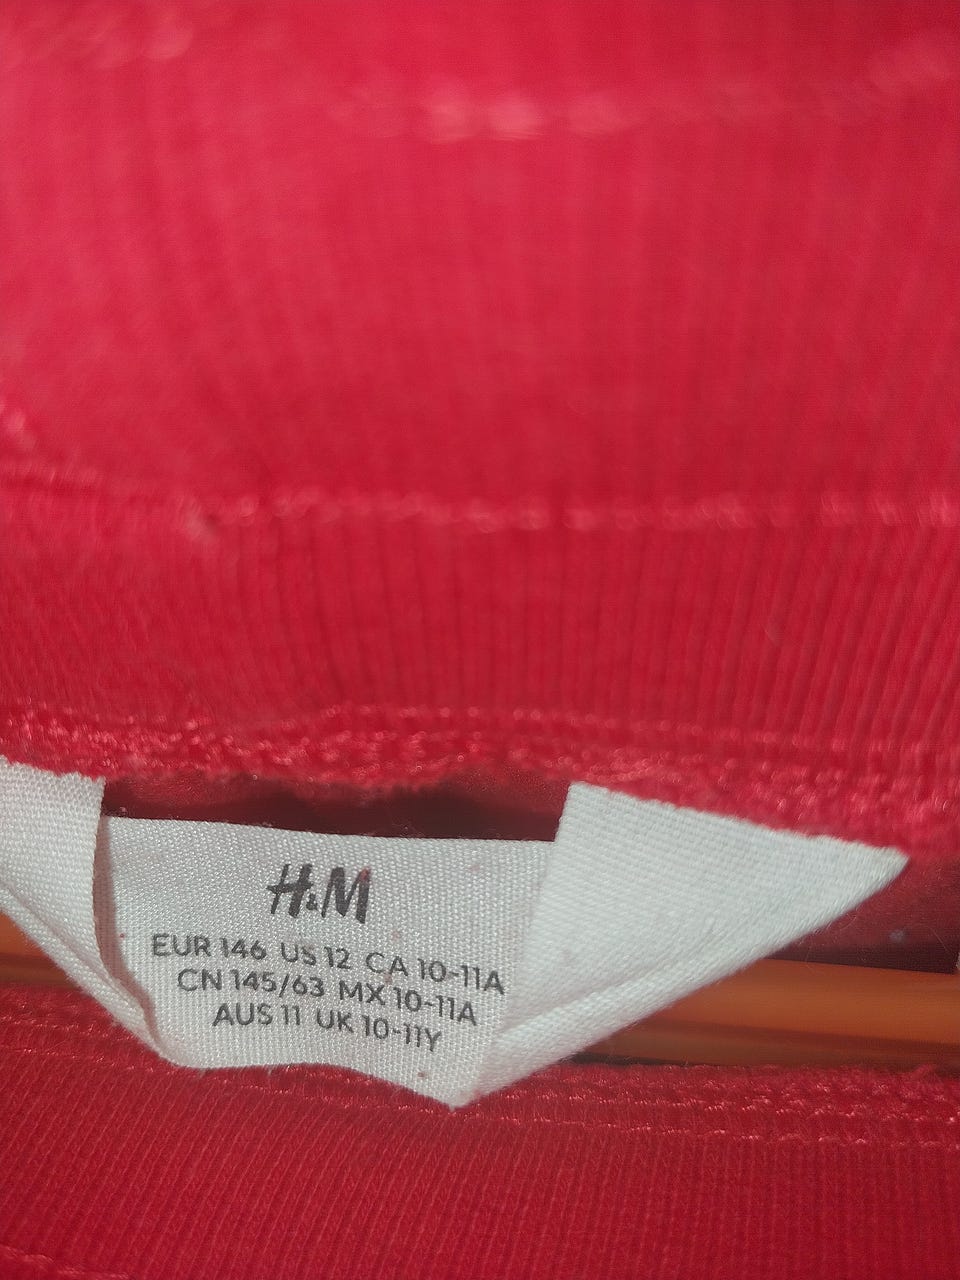 H&M
EUR 146 US 12 CA 10-11A
CN 145/63 MX 10-11A
AUS 11 UK 10-11Y